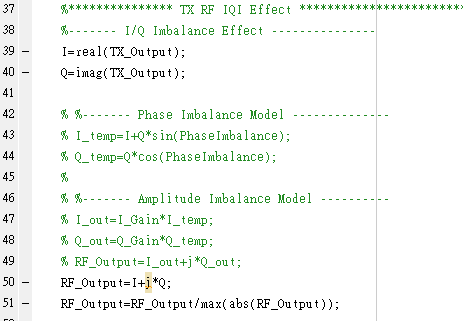 37 %*************** TX RF IQI Effect ************************
38 %------- I/Q Imbalance Effect ---------------
39 – I=real(TX_Output);
40 – Q=imag(TX_Output);
41
42 % %------- Phase Imbalance Model --------------
43 % I_temp=I+Q*sin(PhaseImbalance);
44 % Q_temp=Q*cos(PhaseImbalance);
45 %
46 % %------- Amplitude Imbalance Model ----------
47 % I_out=I_Gain*I_temp;
48 % Q_out=Q_Gain*Q_temp;
49 % RF_Output=I_out+j*Q_out;
50 – RF_Output=I+j*Q;
51 – RF_Output=RF_Output/max(abs(RF_Output));